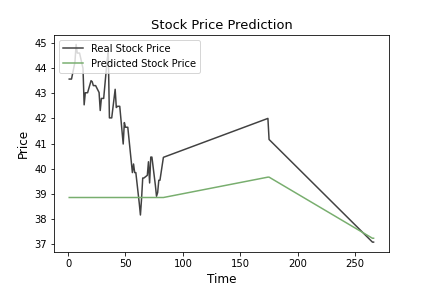 Stock Price Prediction
45
44
43
42
41
40
39
38
37
Price
Real Stock Price
Predicted Stock Price
0 50 100 150 200 250
Time